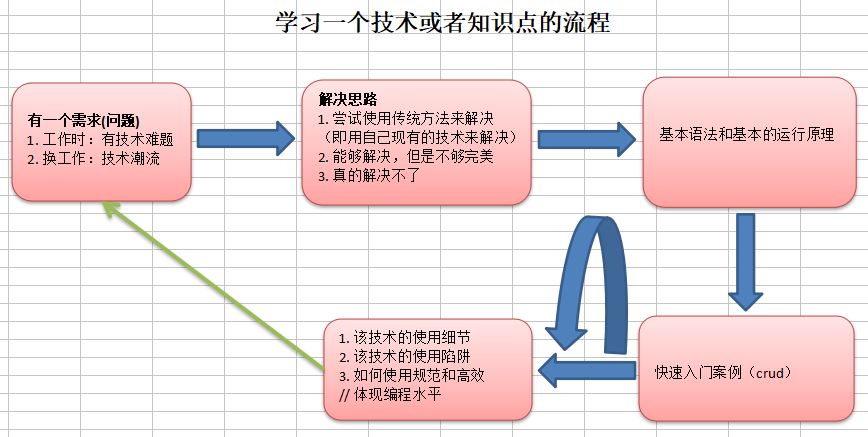 学习一个技术或者知识点的流程
有一个需求(问题)
1. 工作时：有技术难题
2. 换工作：技术潮流
解决思路
1. 尝试使用传统方法来解决
（即用自己现有的技术来解决）
2. 能够解决，但是不够完美
3. 真的解决不了
基本语法和基本的运行原理
快速入门案例（crud）
1. 该技术的使用细节
2. 该技术的使用陷阱
3. 如何使用规范和高效
// 体现编程水平